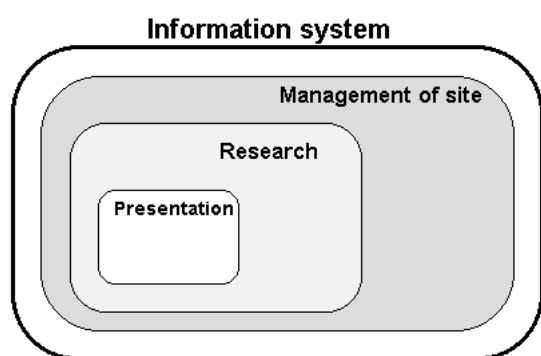 Information system
Management of site
Research
Presentation